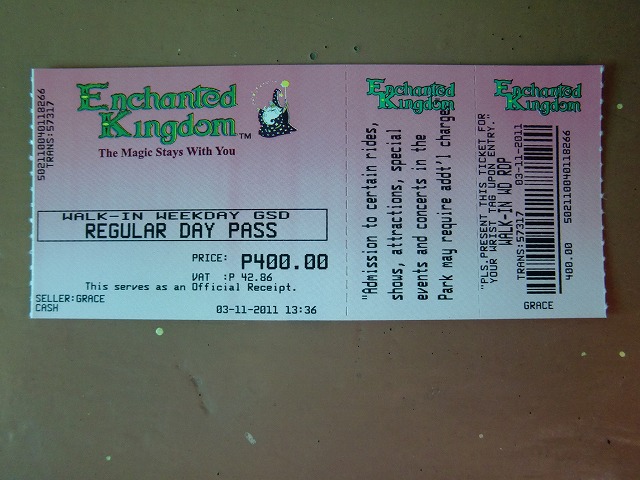 502110040118266
TRANS:57317
Enchanted
Kingdom™
The Magic Stays With You
WALK-IN WEEKDAY GSD
REGULAR DAY PASS
PRICE: P400.00
VAT :P 42.86
This serves as an Official Receipt.
SELLER:GRACE
CASH
03-11-2011 13:36
Enchanted
Kingdom
"Admission to certain rides,
shows, attractions, special
events and concerts in the
Park may require addt'l charge
Enchanted
Kingdom
"PLS.PRESENT THIS TICKET FOR
YOUR WRIST TAG UPON ENTRY.
WALK-IN WD RDP
TRANS:57317 03-11-2011
400.00 502110040118266
GRACE